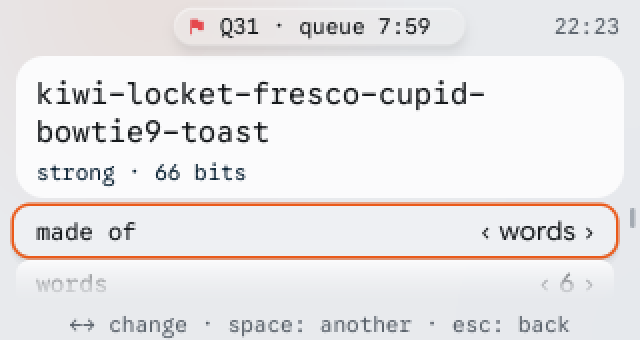 Q31 · queue 7:59
22:23
kiwi-locket-fresco-cupid-
bowtie9-toast
strong · 66 bits
made of ‹ words ›
words ‹ 6 ›
↔ change · space: another · esc: back